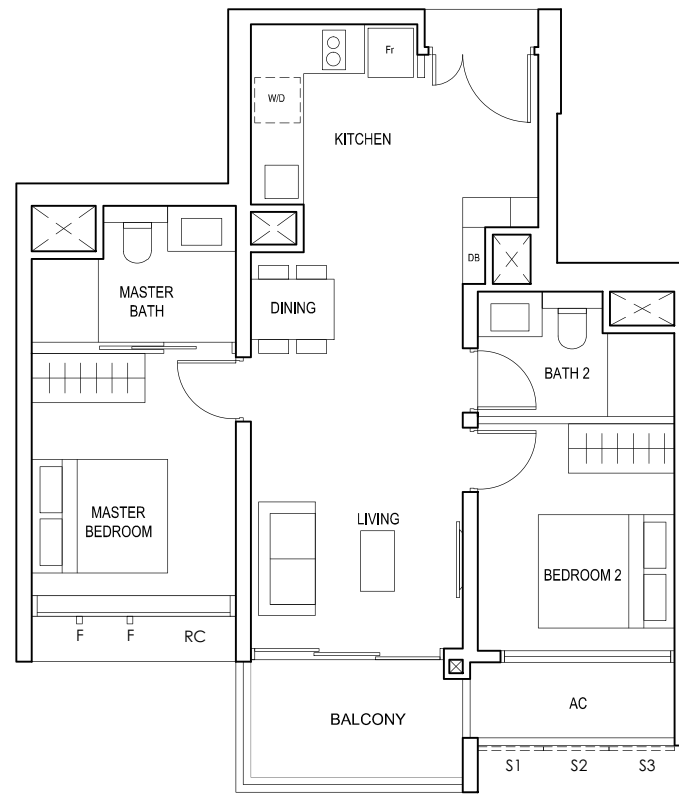 Fr
W/D
KITCHEN
DB
MASTER
BATH
DINING
BATH 2
MASTER
BEDROOM
LIVING
BEDROOM 2
F F RC
BALCONY
AC
S1 S2 S3